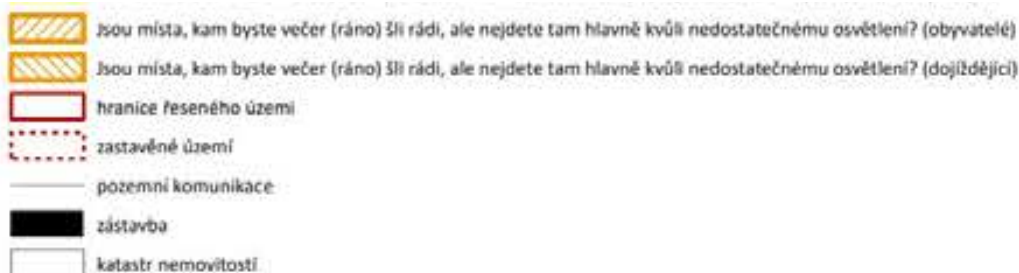 Jsou místa, kam byste večer (ráno) šli rádi, ale nejdete tam hlavně kvůli nedostatečnému osvětlení? (obyvatelé)
Jsou místa, kam byste večer (ráno) šli rádi, ale nejdete tam hlavně kvůli nedostatečnému osvětlení? (dojíždějící)
hranice řeseného území
zastavěné území
pozemní komunikace
zástavba
katastr nemovitostí